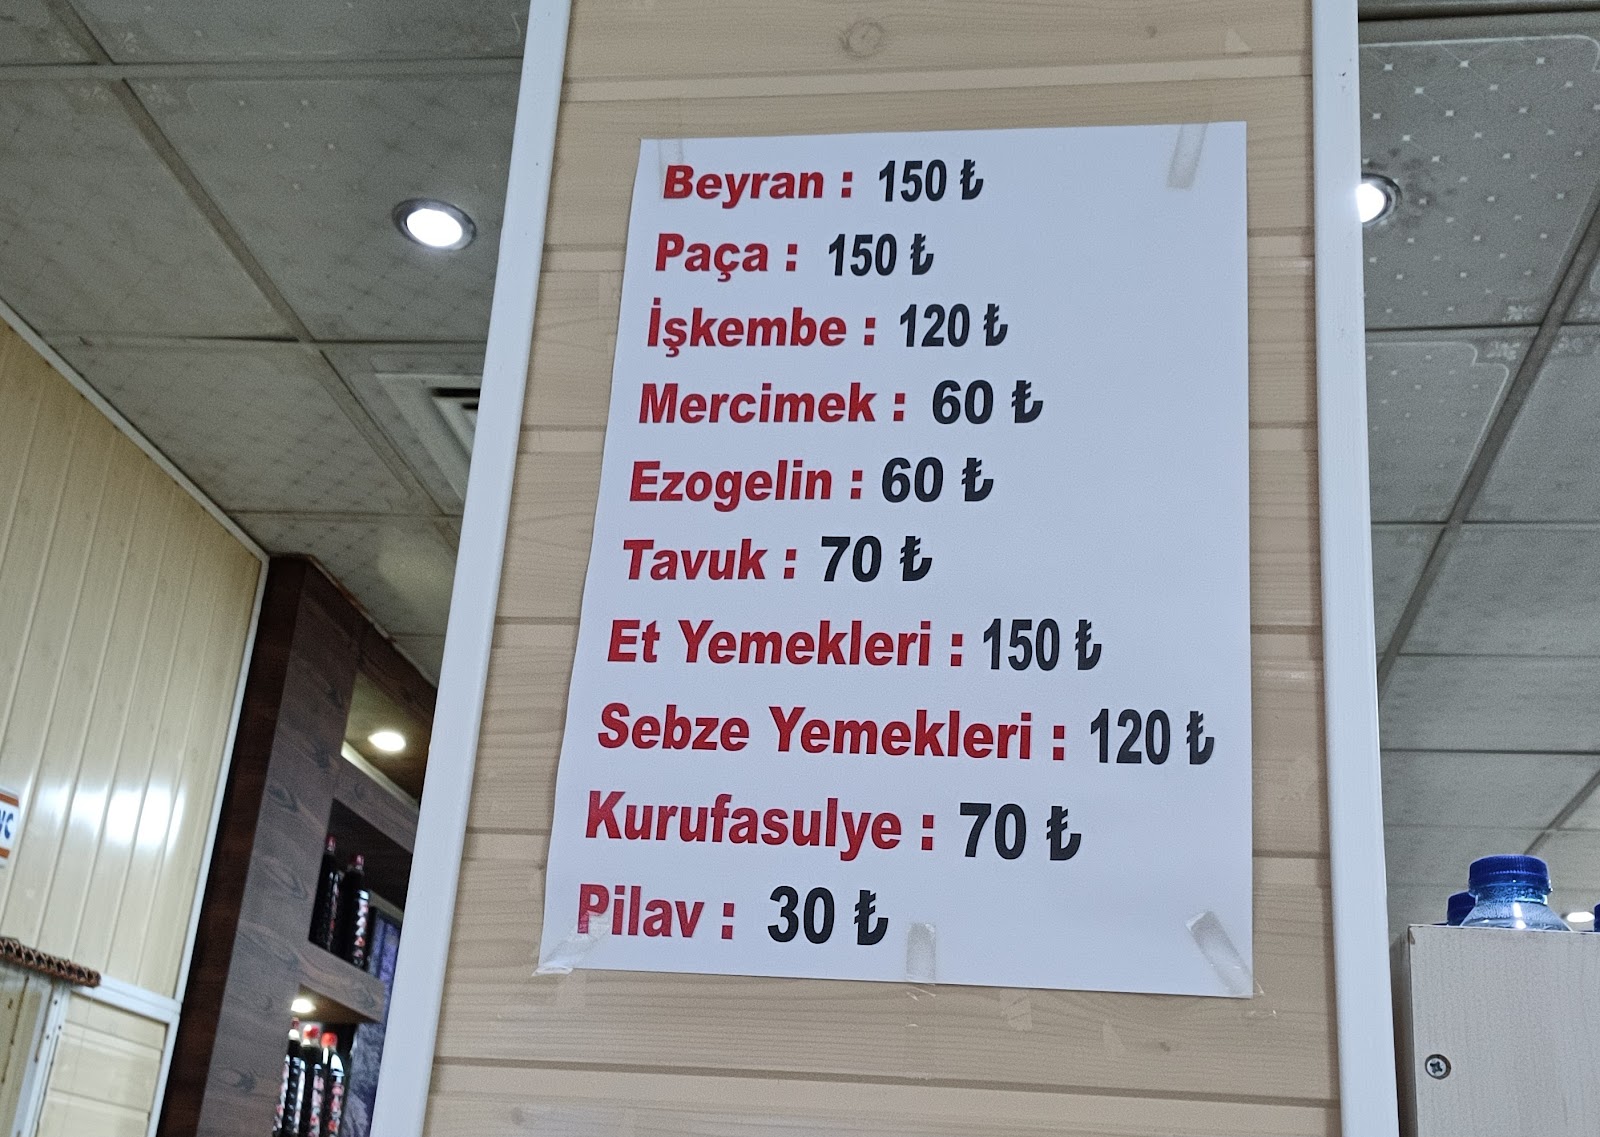 Beyran : 150 ₺
Paça : 150 ₺
İşkembe : 120 ₺
Mercimek : 60 ₺
Ezogelin : 60 ₺
Tavuk : 70 ₺
Et Yemekleri : 150 ₺
Sebze Yemekleri : 120 ₺
Kurufasulye : 70 ₺
Pilav : 30 ₺